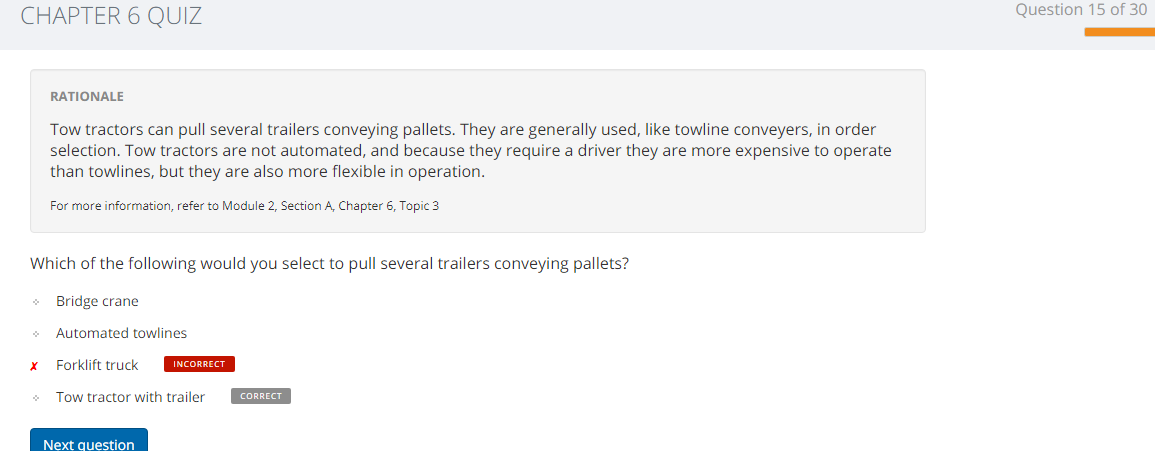 CHAPTER 6 QUIZ
Question 15 of 30
RATIONALE
Tow tractors can pull several trailers conveying pallets. They are generally used, like towline conveyers, in order
selection. Tow tractors are not automated, and because they require a driver they are more expensive to operate
than towlines, but they are also more flexible in operation.
For more information, refer to Module 2, Section A, Chapter 6, Topic 3
Which of the following would you select to pull several trailers conveying pallets?
Bridge crane
Automated towlines
✗ Forklift truck INCORRECT
Tow tractor with trailer CORRECT
Next question